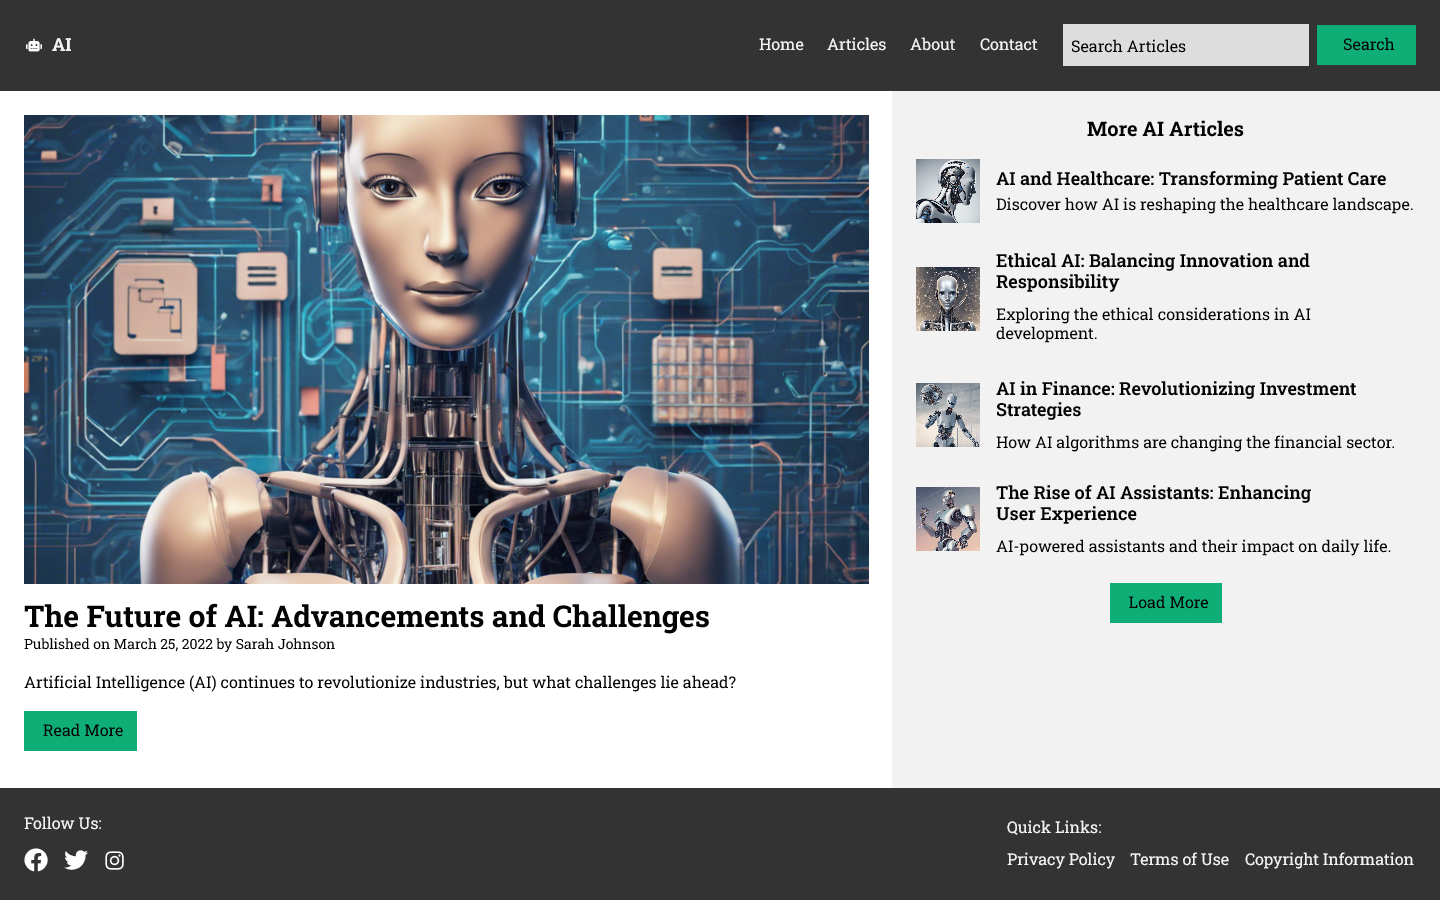 AI
Home Articles About Contact Search Articles Search
The Future of AI: Advancements and Challenges
Published on March 25, 2022 by Sarah Johnson
Artificial Intelligence (AI) continues to revolutionize industries, but what challenges lie ahead?
Read More
More AI Articles
AI and Healthcare: Transforming Patient Care
Discover how AI is reshaping the healthcare landscape.
Ethical AI: Balancing Innovation and
Responsibility
Exploring the ethical considerations in AI
development.
AI in Finance: Revolutionizing Investment
Strategies
How AI algorithms are changing the financial sector.
The Rise of AI Assistants: Enhancing
User Experience
AI-powered assistants and their impact on daily life.
Load More
Follow Us:
Quick Links:
Privacy Policy Terms of Use Copyright Information